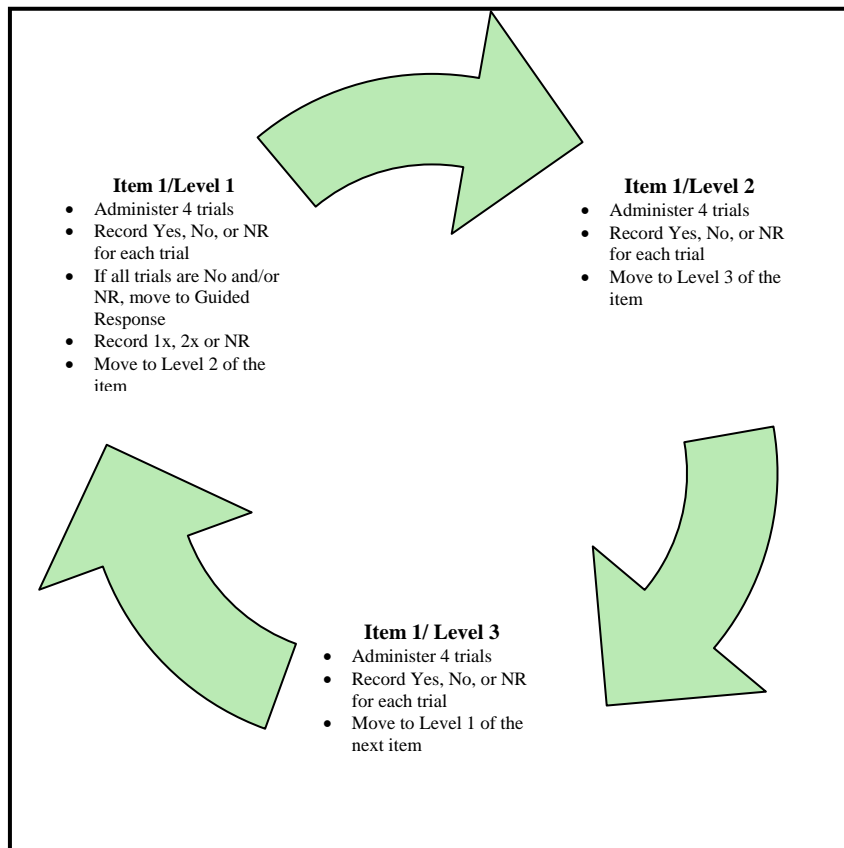 Item 1/Level 1
• Administer 4 trials
• Record Yes, No, or NR
for each trial
• If all trials are No and/or
NR, move to Guided
Response
• Record 1x, 2x or NR
• Move to Level 2 of the
item
Item 1/Level 2
• Administer 4 trials
• Record Yes, No, or NR
for each trial
• Move to Level 3 of the
item
Item 1/ Level 3
• Administer 4 trials
• Record Yes, No, or NR
for each trial
• Move to Level 1 of the
next item